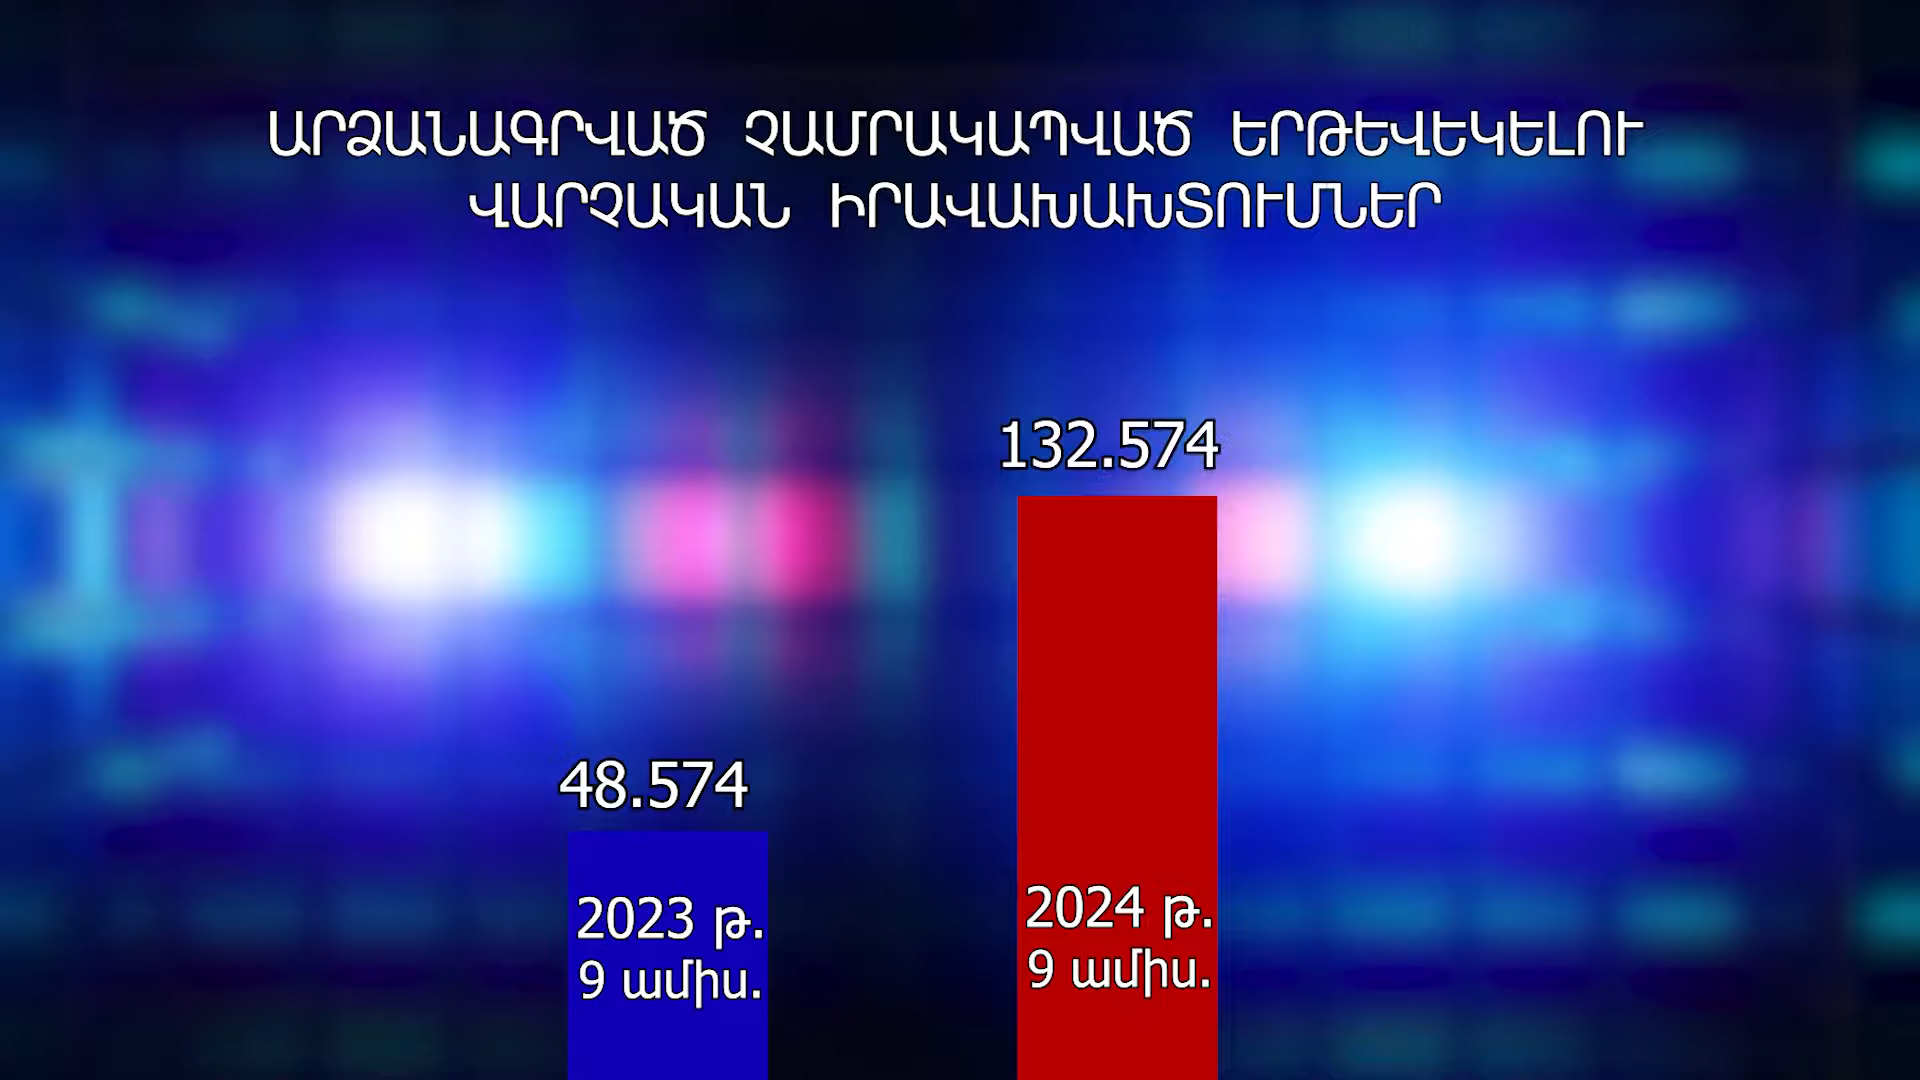 ԱՐՁԱՆԱԳՐՎԱԾ ՉԱՄՐԱԿԱՊՎԱԾ ԵՐԹԵՎԵԿԵԼՈՒ
ՎԱՐՉԱԿԱՆ ԻՐԱՎԱԽԱԽՏՈՒՄՆԵՐ
132.574
48.574
2023 թ.
9 ամիս.
2024 թ.
9 ամիս.